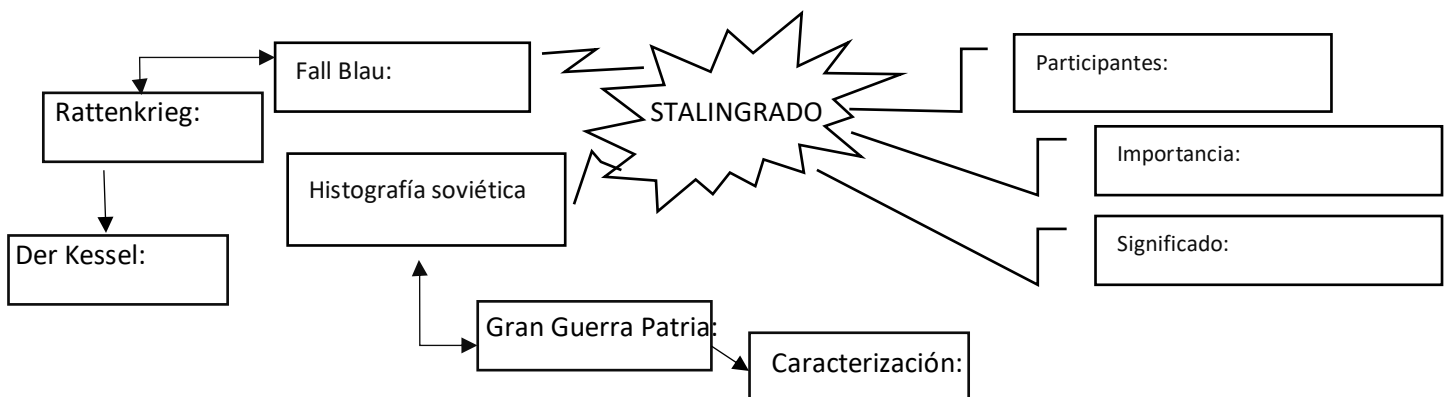 Fall Blau:
Rattenkrieg:
STALINGRADO
Participantes:
Importancia:
Histografía soviética
Der Kessel:
Significado:
Gran Guerra Patria:
Caracterización: